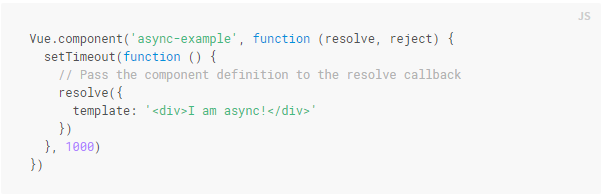 JS
Vue.component('async-example', function (resolve, reject) {
  setTimeout(function () {
    // Pass the component definition to the resolve callback
    resolve({
      template: '<div>I am async!</div>'
    })
  }, 1000)
})